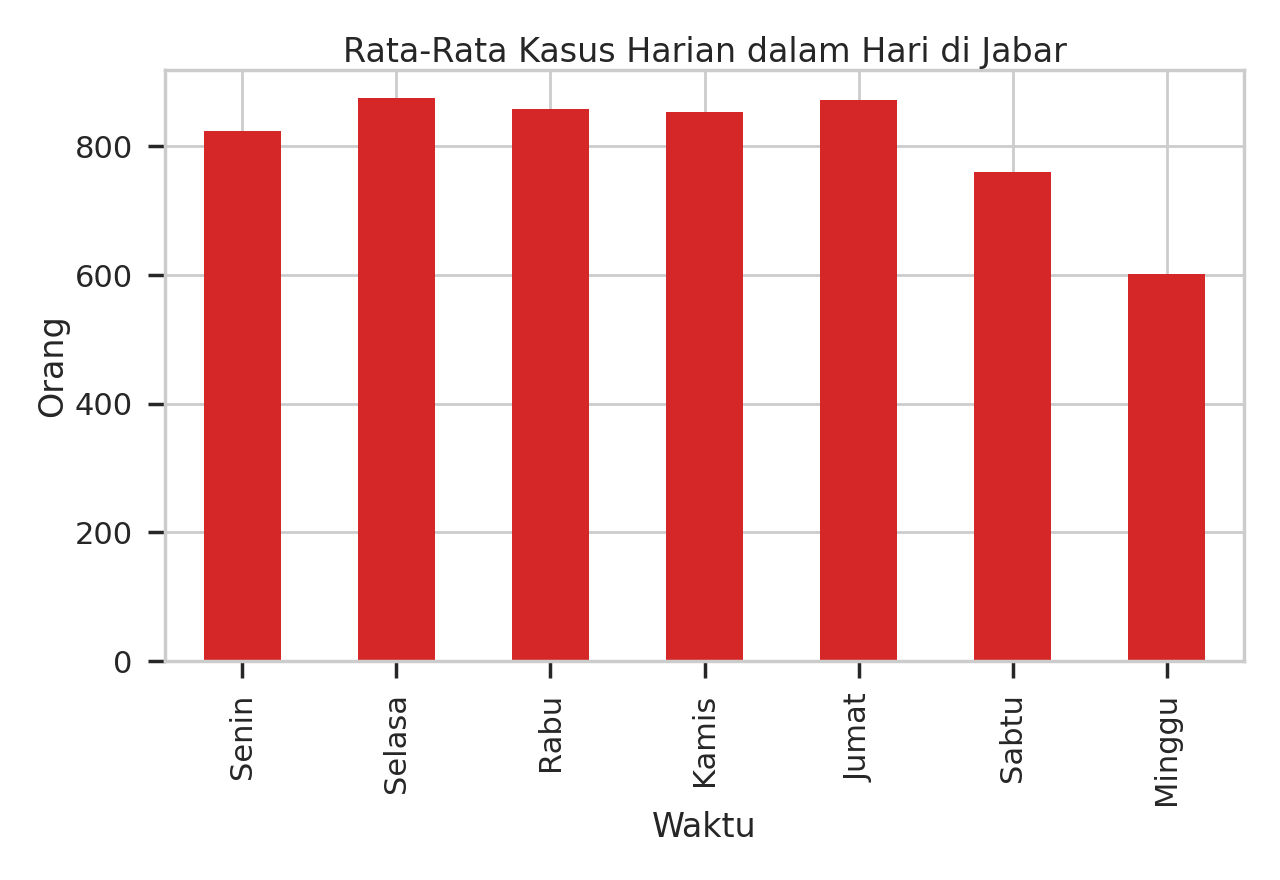 Rata-Rata Kasus Harian dalam Hari di Jabar
Orang
800
600
400
200
0
Senin
Selasa
Rabu
Kamis
Jumat
Sabtu
Minggu
Waktu